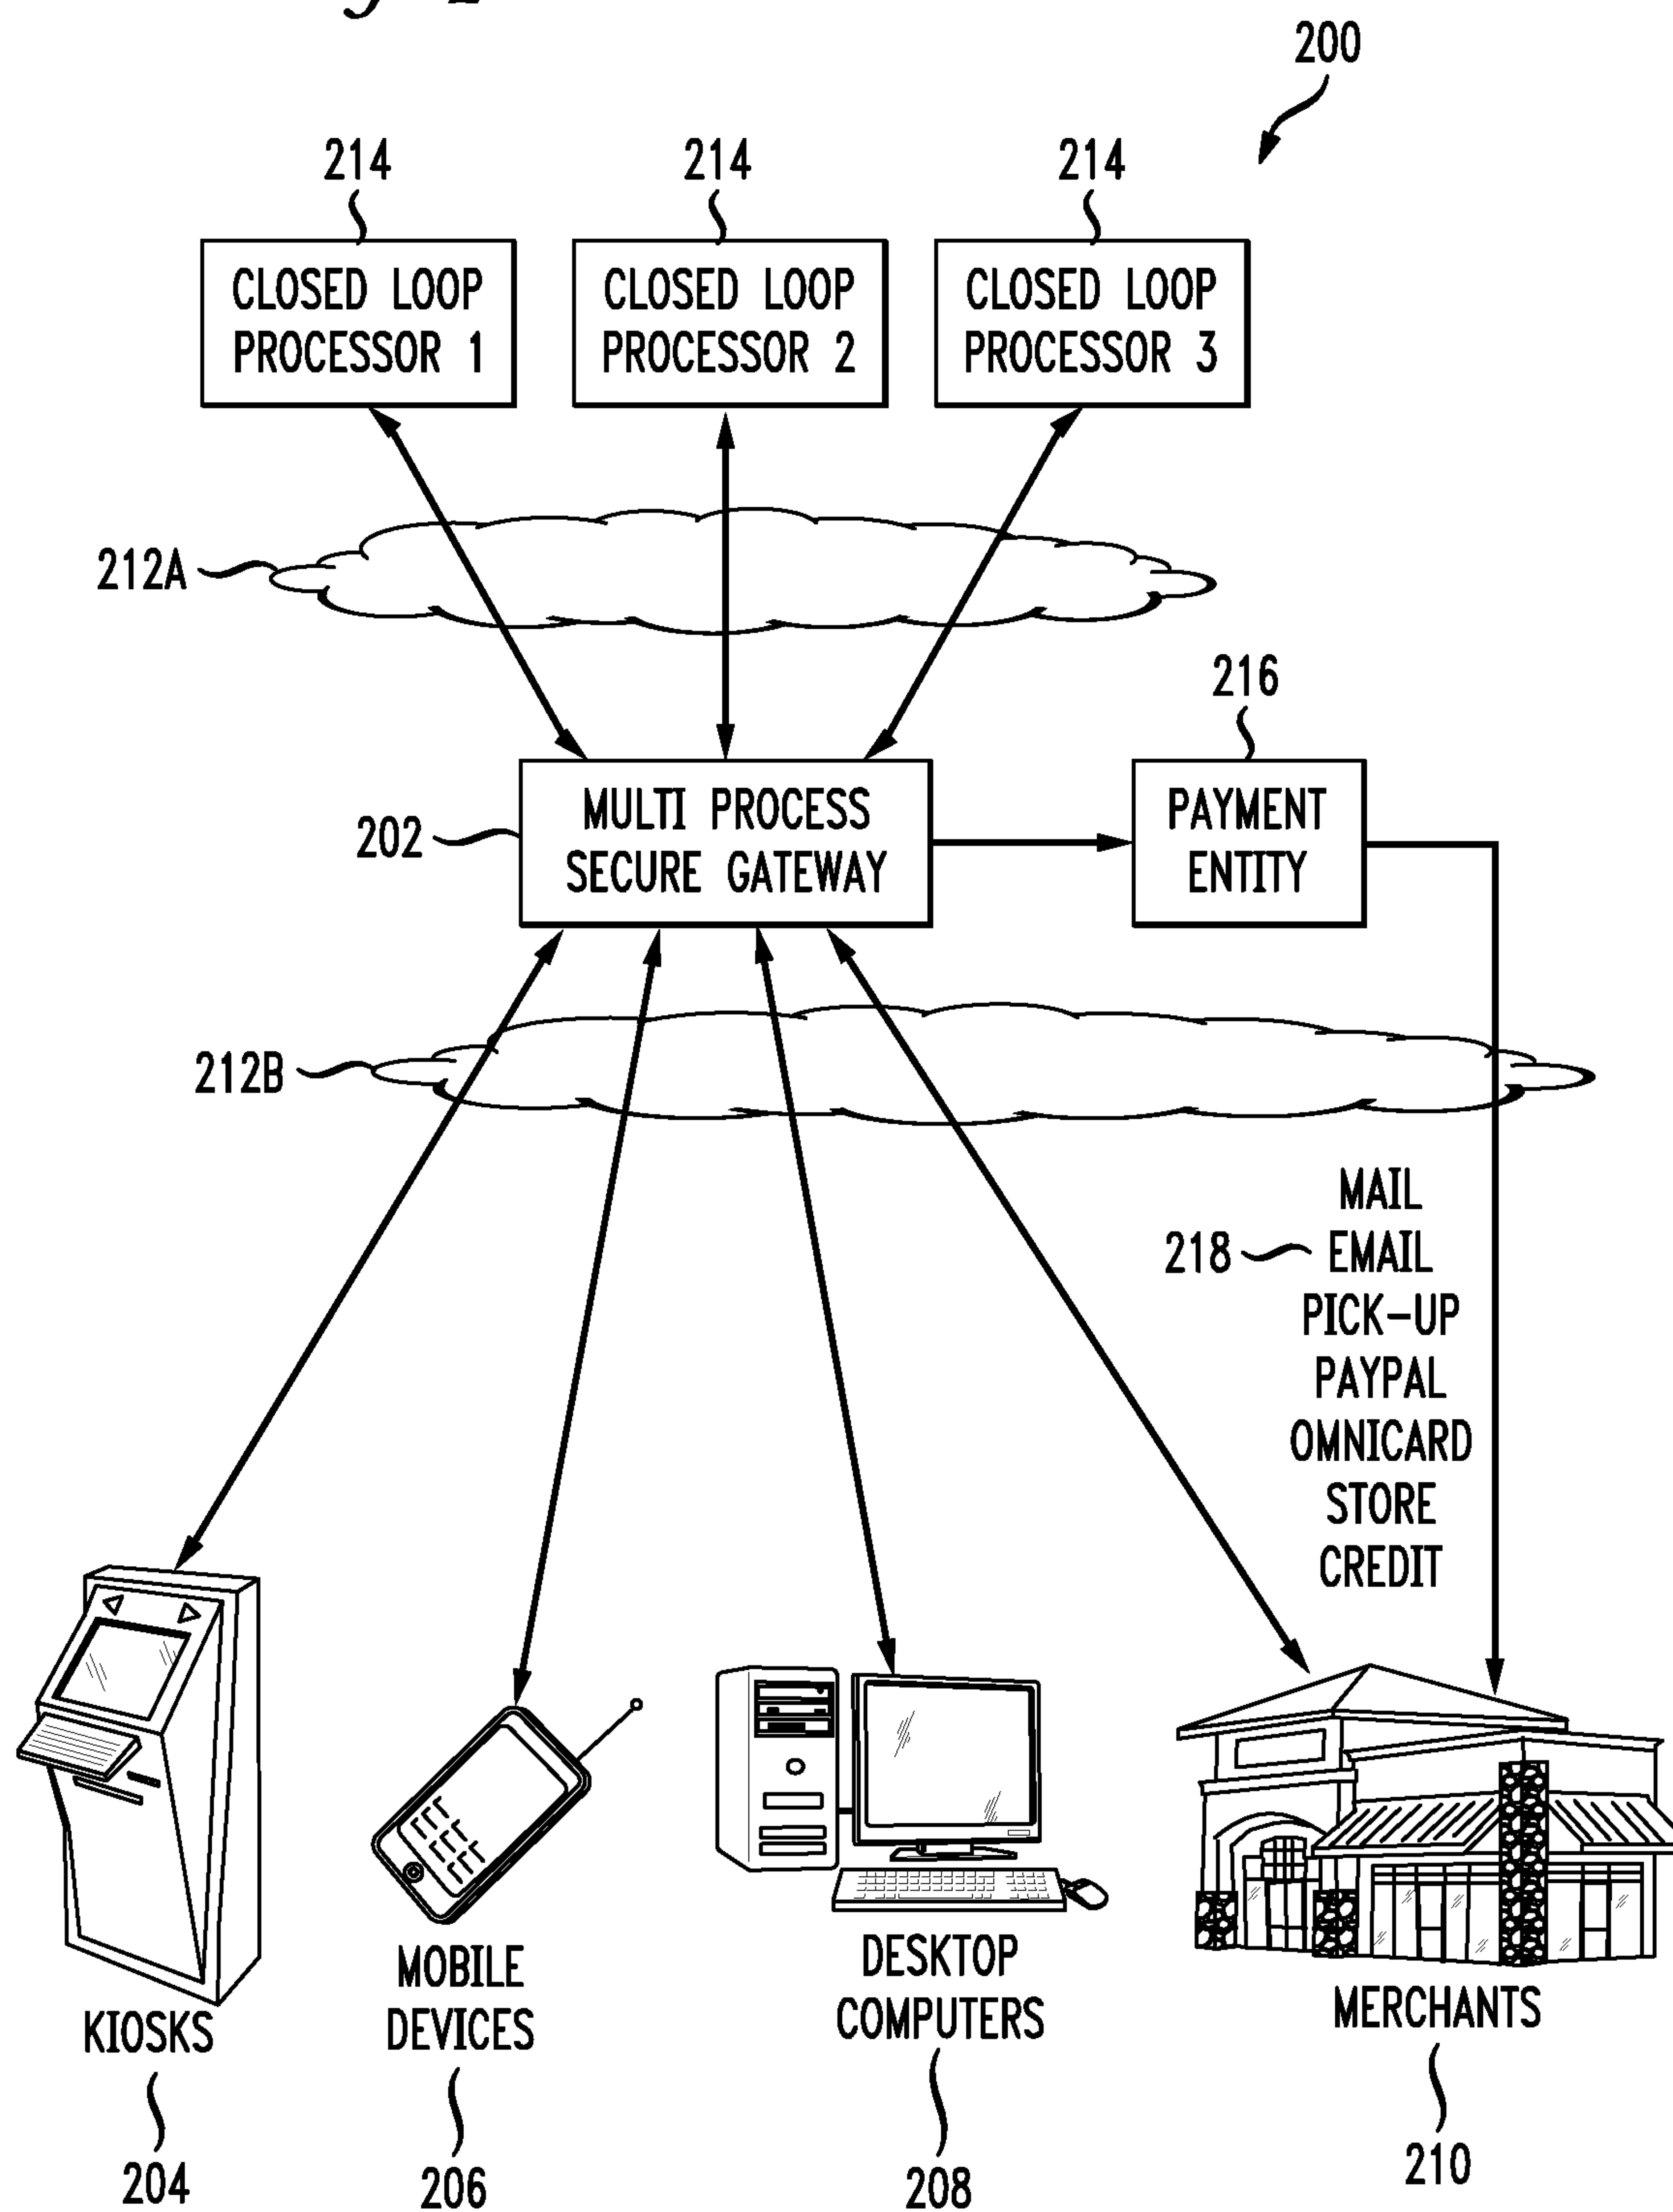 200
214
214
214
CLOSED LOOP
PROCESSOR 1
CLOSED LOOP
PROCESSOR 2
CLOSED LOOP
PROCESSOR 3
212A
216
202
MULTI PROCESS
SECURE GATEWAY
PAYMENT
ENTITY
212B
218
MAIL
EMAIL
PICK-UP
PAYPAL
OMNICARD
STORE
CREDIT
KIOSKS
204
MOBILE
DEVICES
206
DESKTOP
COMPUTERS
208
MERCHANTS
210